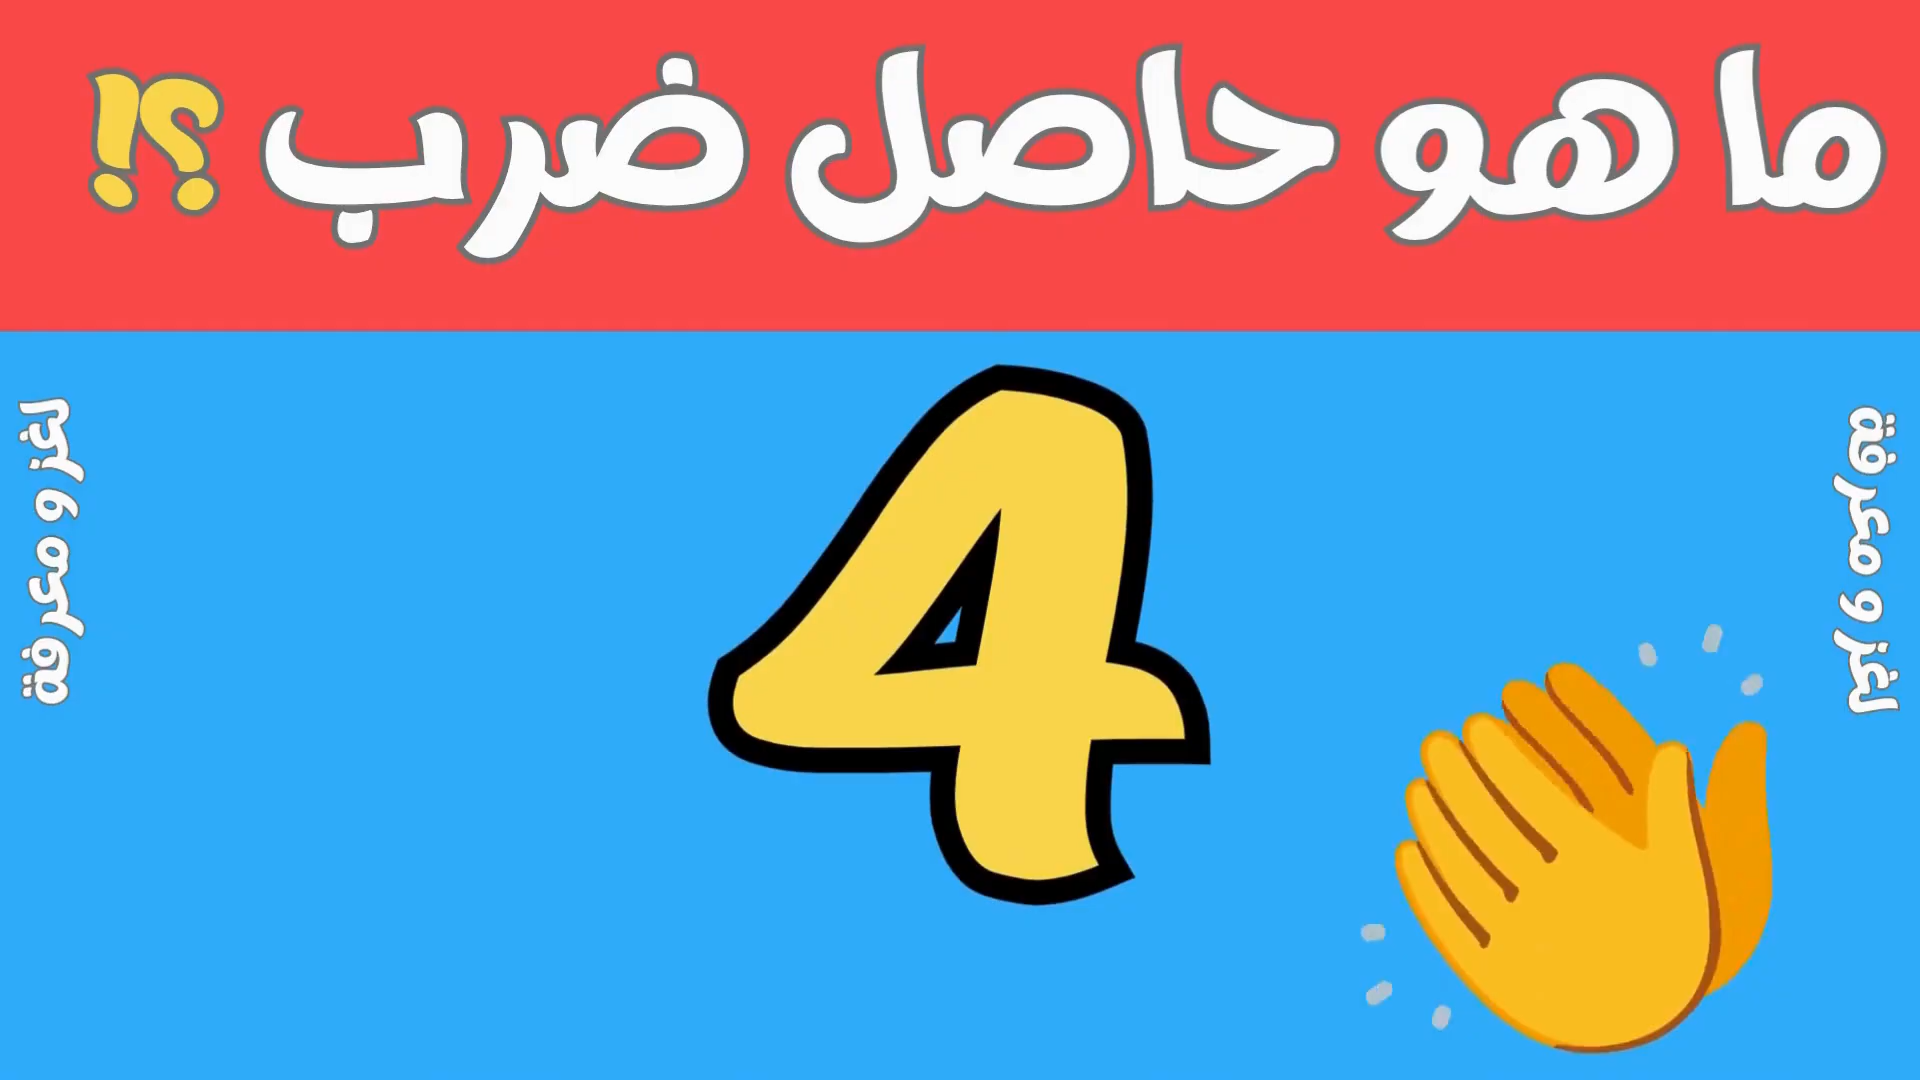 ما هو حاصل ضرب ؟!
4
لغز و معرفة
لغز و معرفة